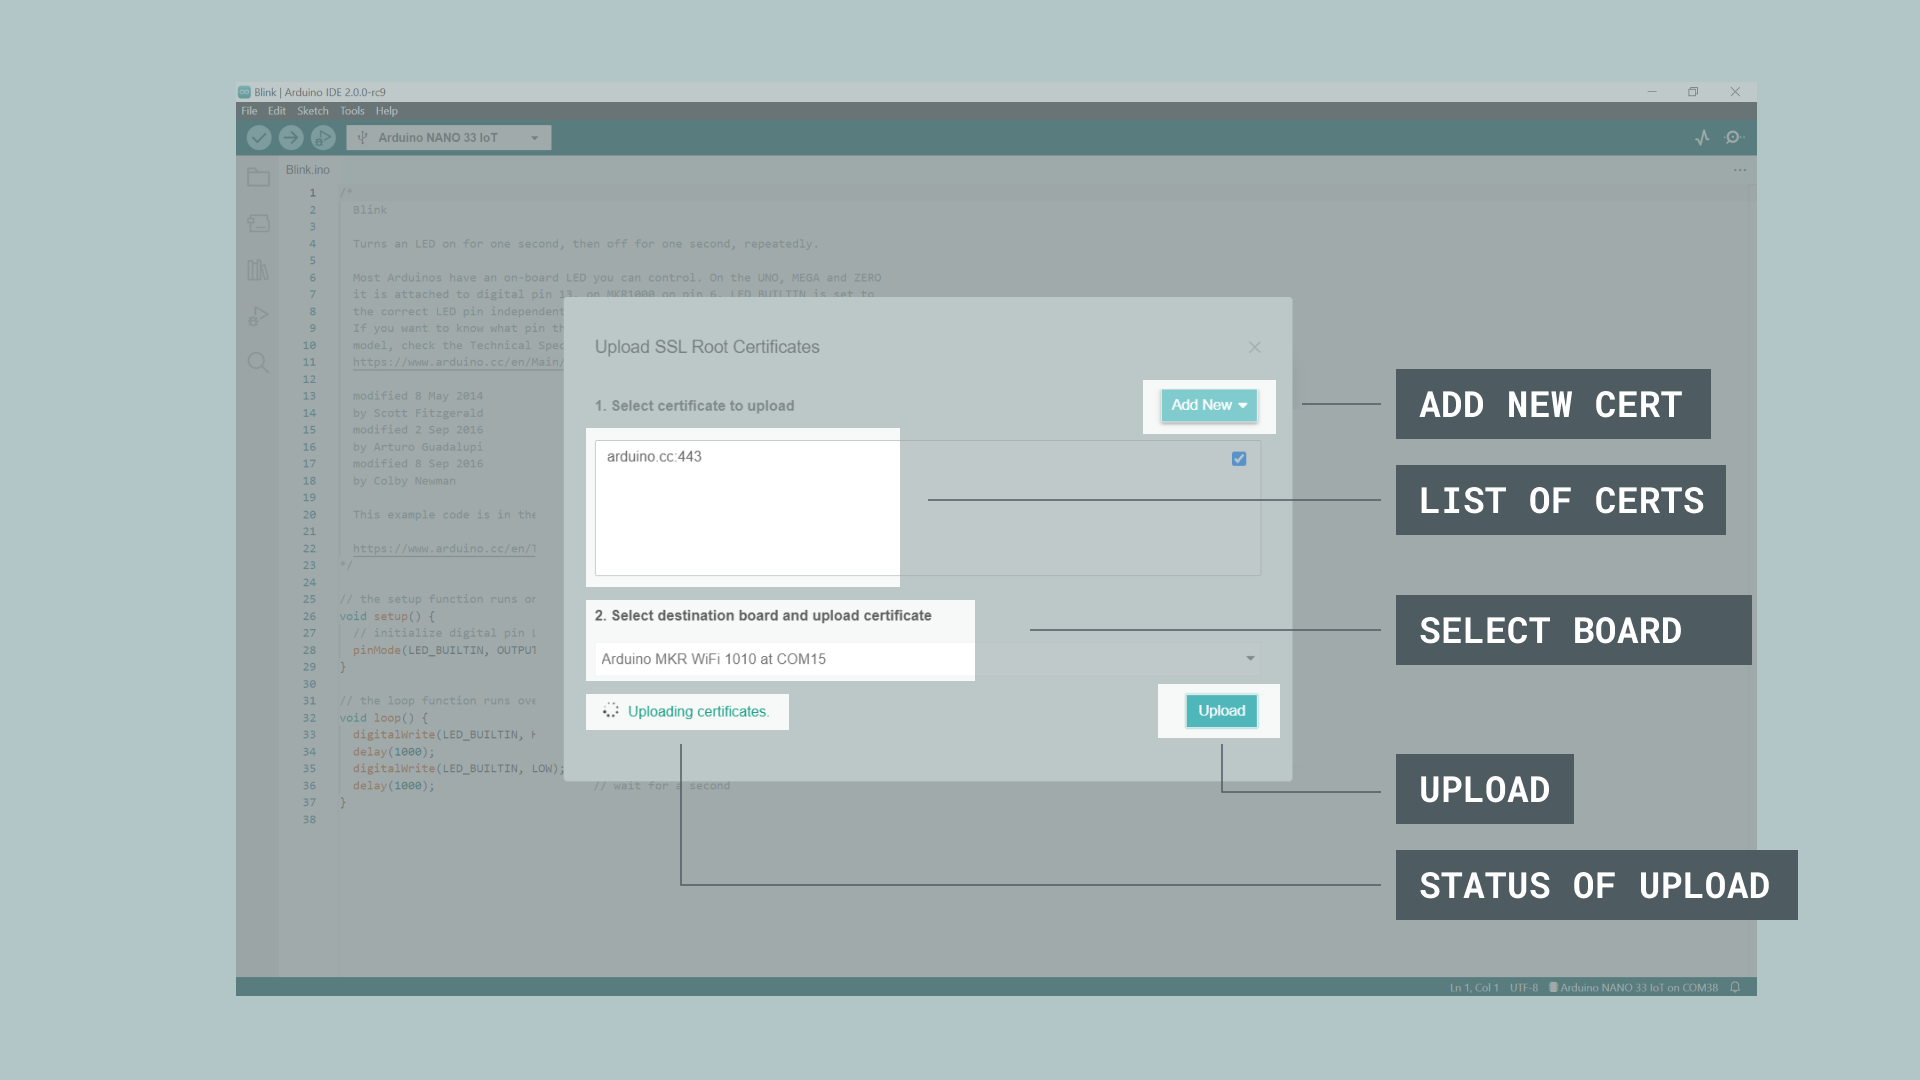 Blink | Arduino IDE 2.0.0-rc9
File Edit Sketch Tools Help
Arduino NANO 33 IoT
Blink.ino
...
1 /*
2 Blink
3
4 Turns an LED on for one second, then off for one second, repeatedly.
5
6 Most Arduinos have an on-board LED you can control. On the UNO, MEGA and ZERO
7 it is attached to digital pin 13, on MKR1000 on pin 6. LED_BUILTIN is set to
8 the correct LED pin independent
9 If you want to know what pin th
10 model, check the Technical Spec
11 https://www.arduino.cc/en/Main/
12
13 modified 8 May 2014
14 by Scott Fitzgerald
15 modified 2 Sep 2016
16 by Arturo Guadalupi
17 modified 8 Sep 2016
18 by Colby Newman
19
20 This example code is in the
21
22 https://www.arduino.cc/en/
23 */
24
25 // the setup function runs on
26 void setup() {
27 // initialize digital pin
28 pinMode(LED_BUILTIN, OUTPUT
29 }
30
31 // the loop function runs ove
32 void loop() {
33 digitalWrite(LED_BUILTIN,
34 delay(1000);
35 digitalWrite(LED_BUILTIN, LOW);
36 delay(1000); // wait for a second
37 }
38
Upload SSL Root Certificates
1. Select certificate to upload
Add New
arduino.cc:443
2. Select destination board and upload certificate
Arduino MKR WiFi 1010 at COM15
Uploading certificates.
Upload
ADD NEW CERT
LIST OF CERTS
SELECT BOARD
UPLOAD
STATUS OF UPLOAD
Ln 1, Col 1 UTF-8 Arduino NANO 33 IoT on COM38